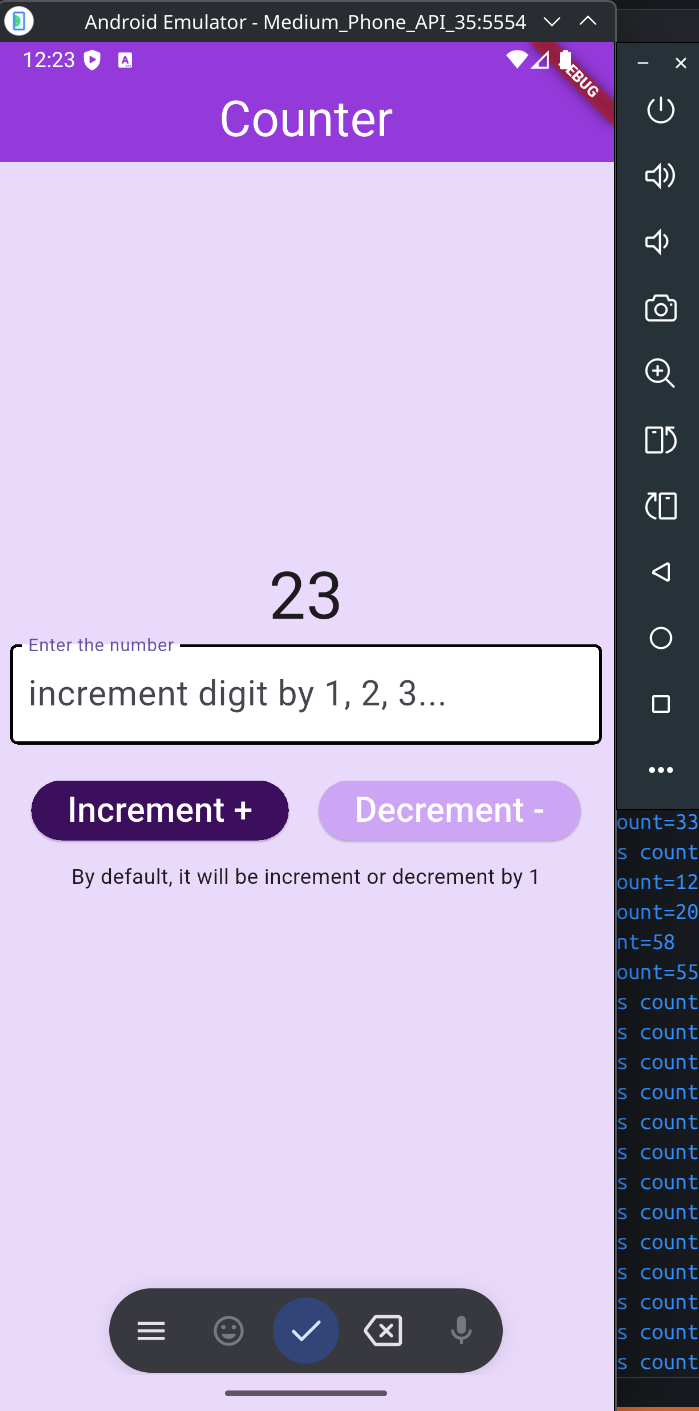 Android Emulator - Medium_Phone_API_35:5554
12:23
A
Counter
23
Enter the number
increment digit by 1, 2, 3...
Increment +
Decrement -
By default, it will be increment or decrement by 1
ount=33
s count
ount=12
ount=20
nt=58
ount=55
s count
s count
s count
s count
s count
s count
s count
s count
s count
s count
s count
s count
s count